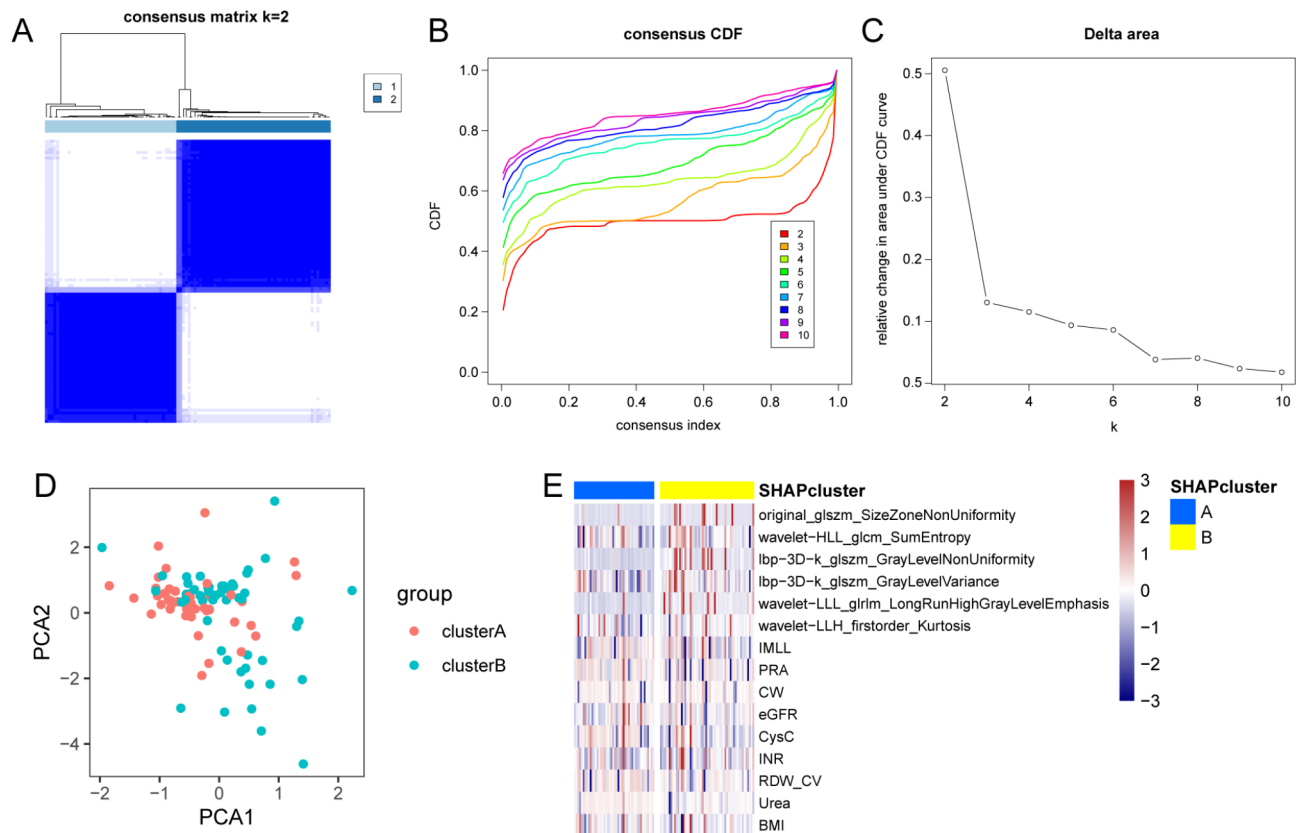 A
consensus matrix k=2
1
2
B
consensus CDF
CDF
1.0
0.8
0.6
0.4
0.2
0.0
2
3
4
5
6
7
8
9
10
0.0 0.2 0.4 0.6 0.8 1.0
consensus index
C
Delta area
relative change in area under CDF curve
0.5
0.4
0.3
0.2
0.1
0.5
2 4 6 8 10
k
D
PCA2
2
0
−2
−4
−2 −1 0 1 2
PCA1
group
clusterA
clusterB
E
SHAPcluster
original_glszm_SizeZoneNonUniformity
wavelet-HLL_glcm_SumEntropy
lbp-3D-k_glszm_GrayLevelNonUniformity
lbp-3D-k_glszm_GrayLevelVariance
wavelet-LLL_glrlm_LongRunHighGrayLevelEmphasis
wavelet-LLH_firstorder_Kurtosis
IMLL
PRA
CW
eGFR
CysC
INR
RDW_CV
Urea
BMI
3
2
1
0
−1
−2
−3
SHAPcluster
A
B